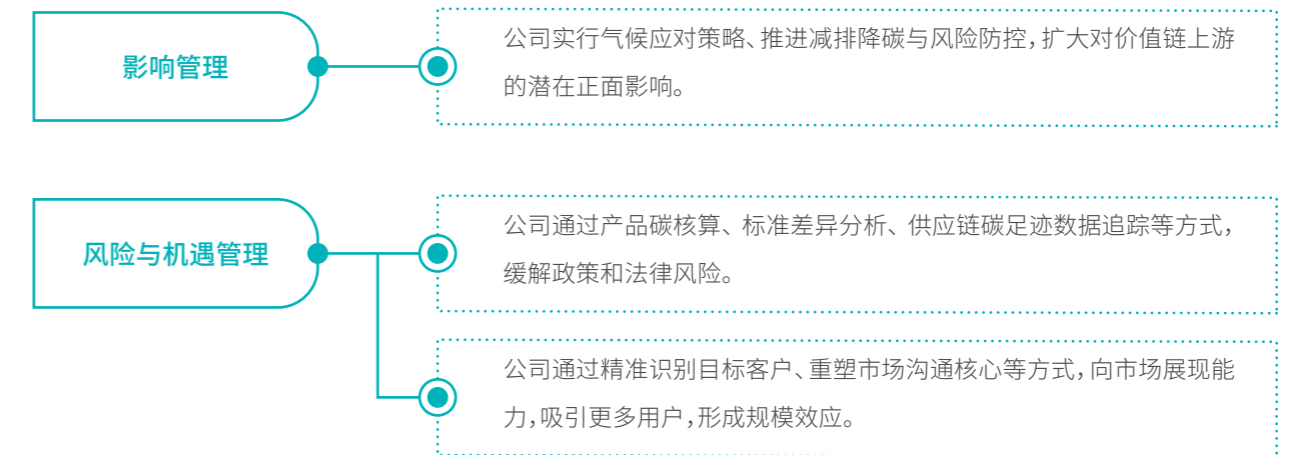 影响管理
公司实行气候应对策略、推进减排降碳与风险防控，扩大对价值链上游
的潜在正面影响。
风险与机遇管理
公司通过产品碳核算、标准差异分析、供应链碳足迹数据追踪等方式，
缓解政策和法律风险。
公司通过精准识别目标客户、重塑市场沟通核心等方式，向市场展现能
力，吸引更多用户，形成规模效应。